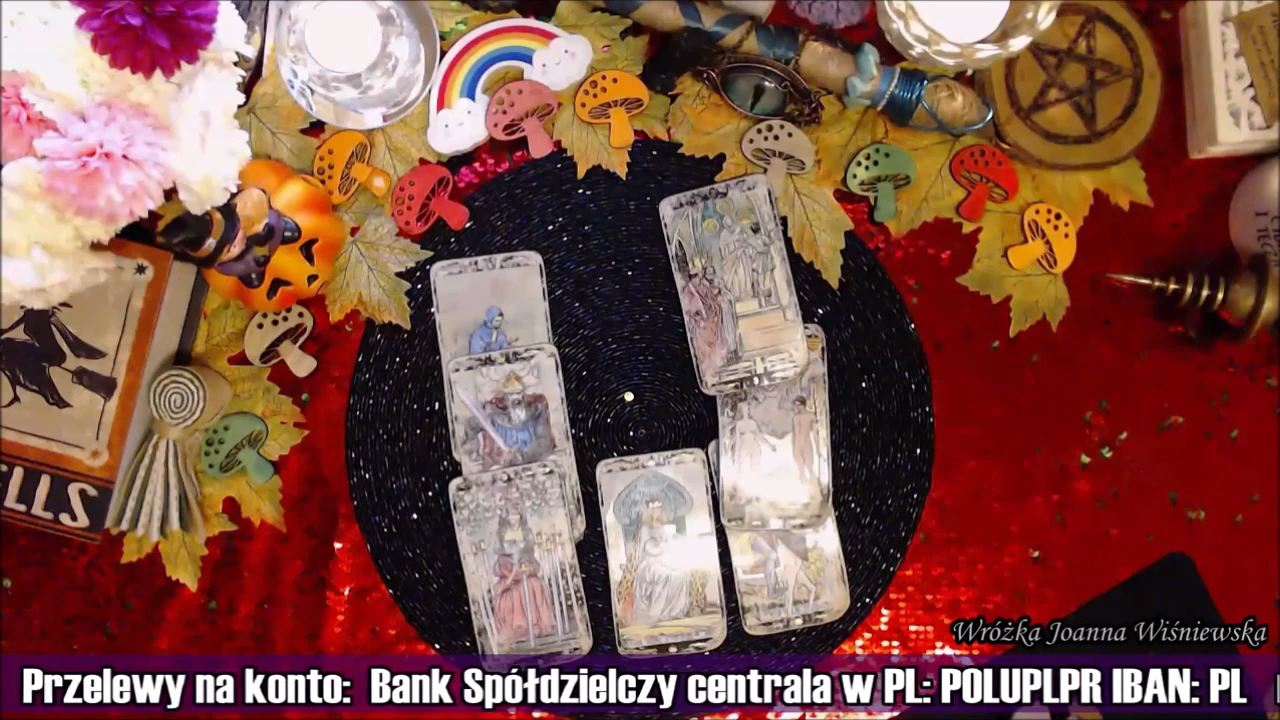 ELLS
Wróżka Joanna Wiśniewska
Przelewy na konto: Bank Spółdzielczy centrala w PL: POLUPLPR IBAN: PL